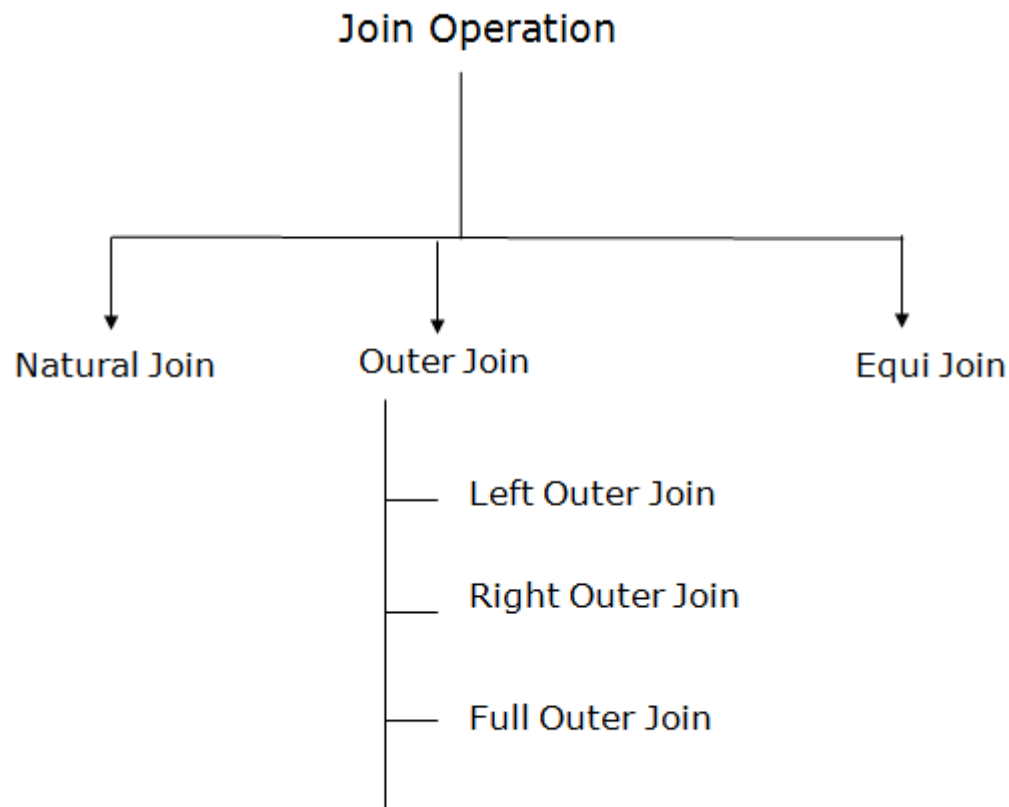 Join Operation
Natural Join
Outer Join
Equi Join
Left Outer Join
Right Outer Join
Full Outer Join